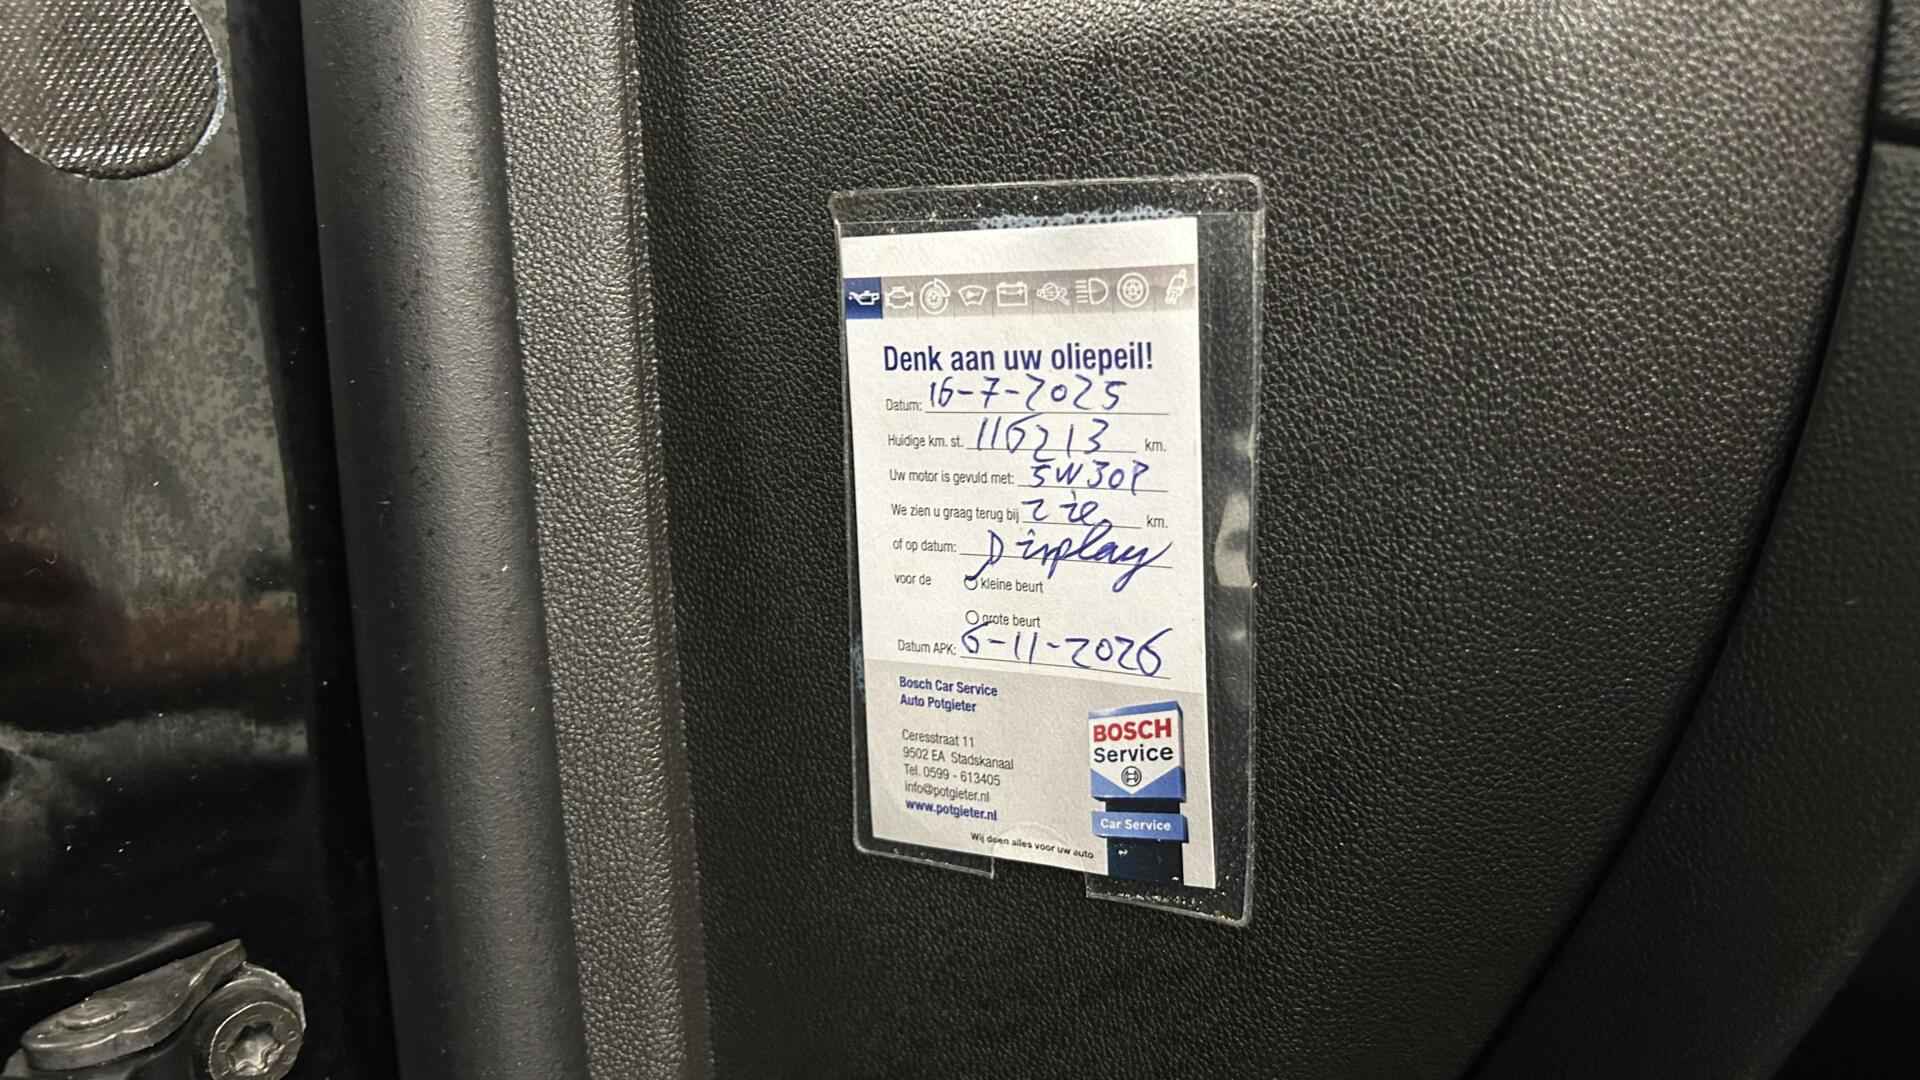 Denk aan uw oliepeil!
Datum: 16-7-2025
Huidige km. st. 116213 km.
Uw motor is gevuld met: 5W30P
We zien u graag terug bij zie km.
of op datum: Display
voor de kleine beurt
grote beurt
Datum APK: 6-11-2026
Bosch Car Service
Auto Potgieter
Ceresstraat 11
9502 EA Stadskanaal
Tel. 0599 - 613405
info@potgieter.nl
www.potgieter.nl
Wij doen alles voor uw auto
BOSCH
Service
Car Service